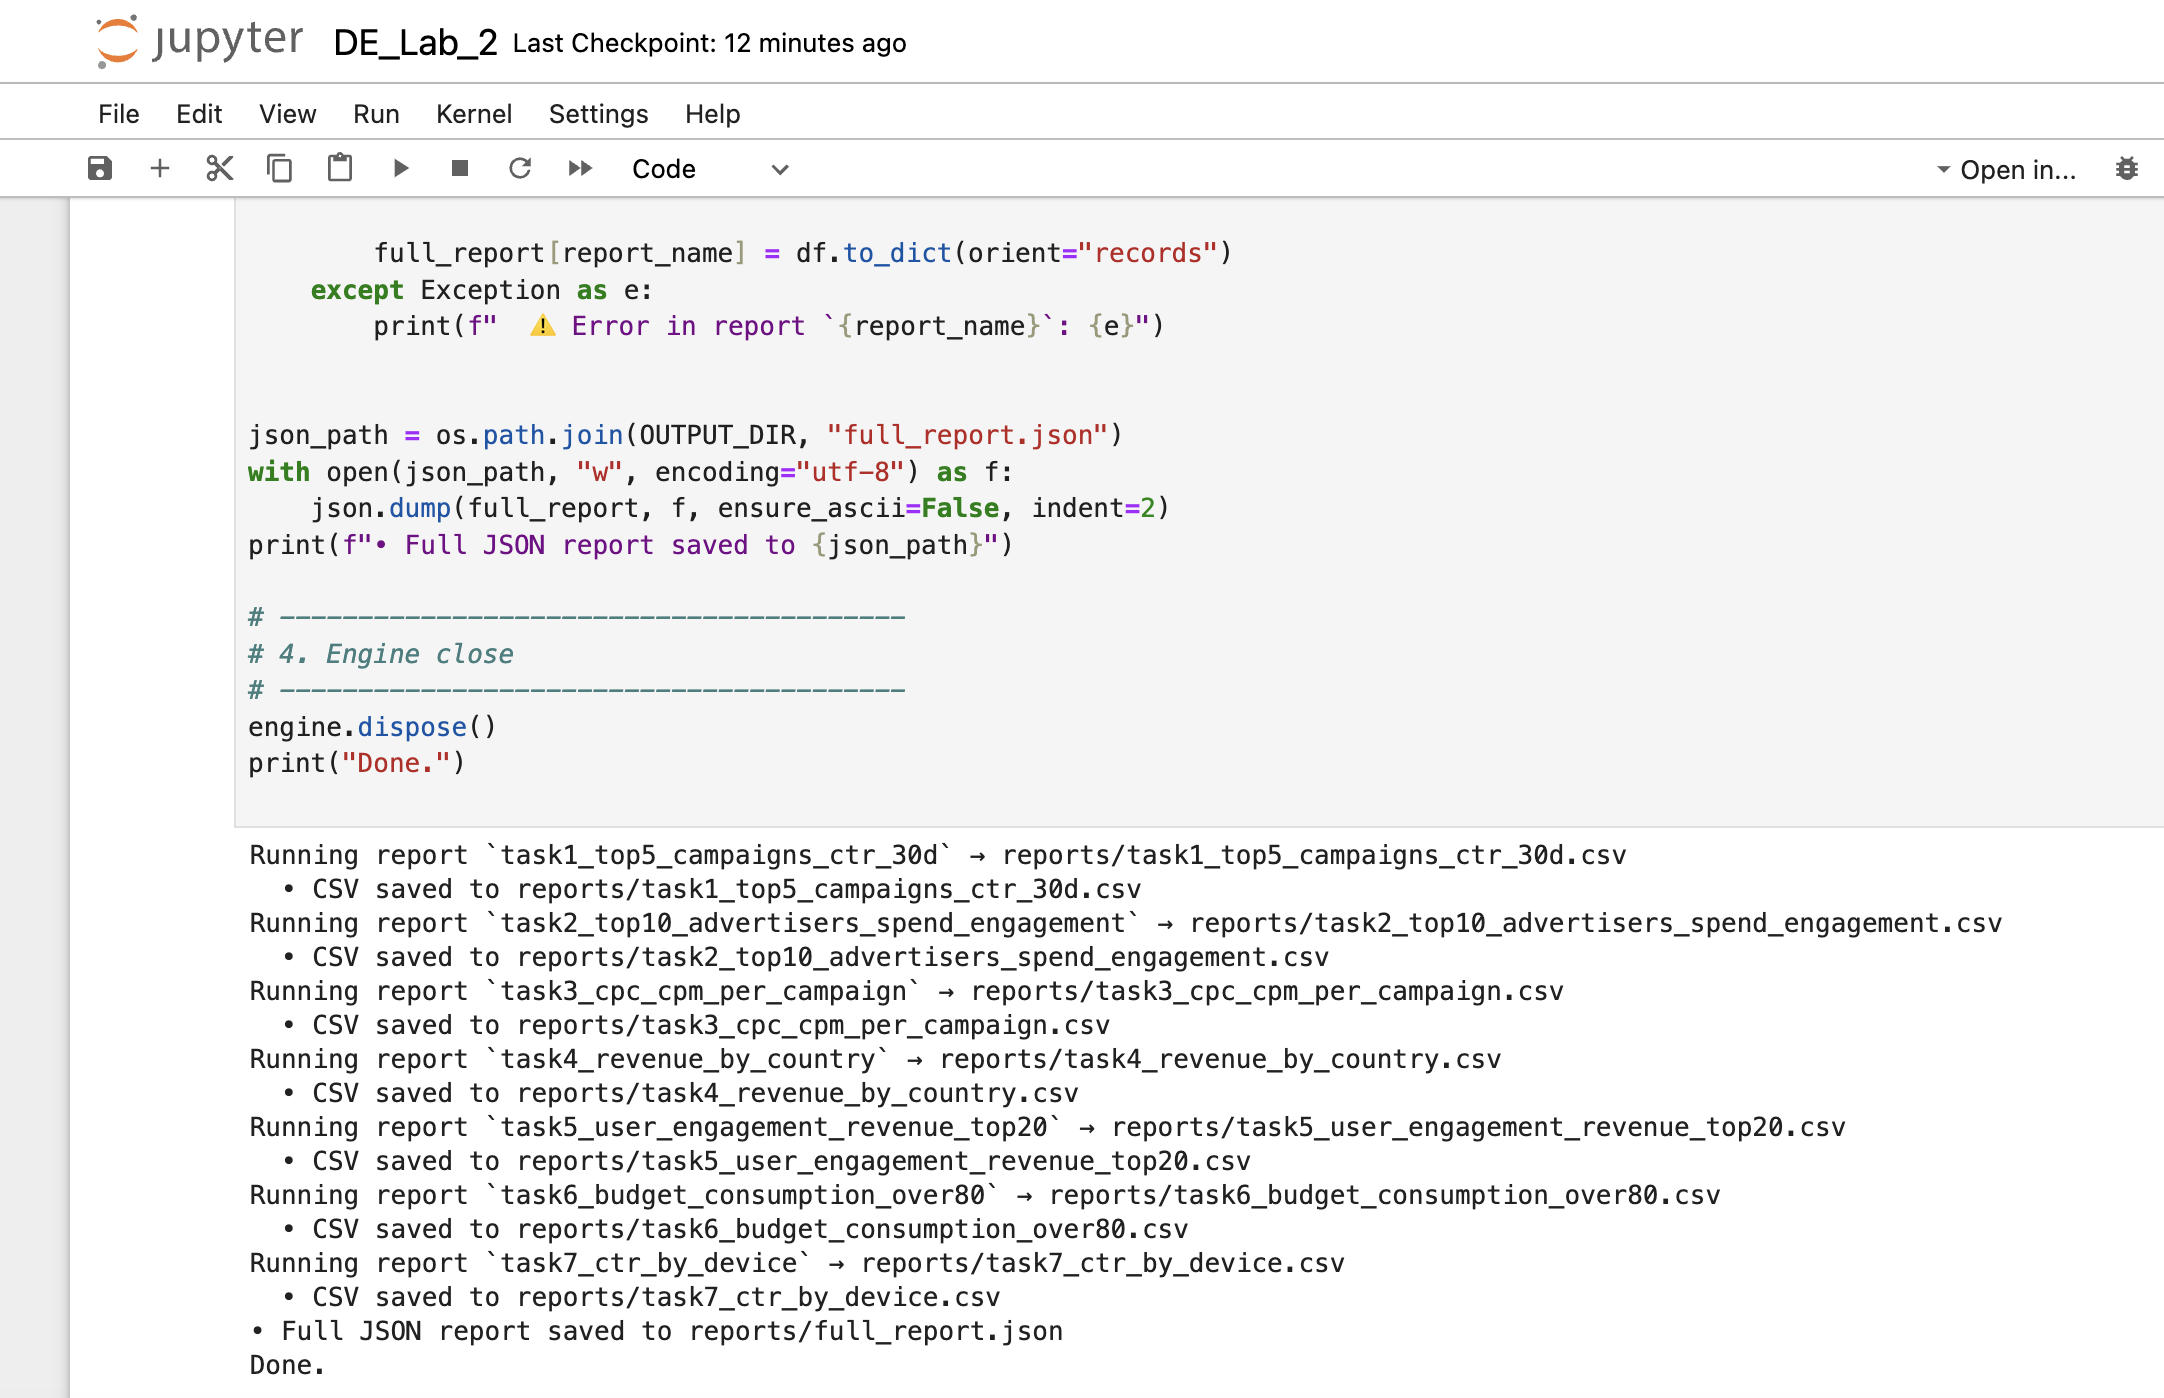 jupyter DE_Lab_2 Last Checkpoint: 12 minutes ago
File Edit View Run Kernel Settings Help
Code Open in...
        full_report[report_name] = df.to_dict(orient="records")
    except Exception as e:
        print(f"  ⚠️ Error in report `{report_name}`: {e}")
json_path = os.path.join(OUTPUT_DIR, "full_report.json")
with open(json_path, "w", encoding="utf-8") as f:
    json.dump(full_report, f, ensure_ascii=False, indent=2)
print(f"• Full JSON report saved to {json_path}")
# ----------------------------------------
# 4. Engine close
# ----------------------------------------
engine.dispose()
print("Done.")
Running report `task1_top5_campaigns_ctr_30d` → reports/task1_top5_campaigns_ctr_30d.csv
  • CSV saved to reports/task1_top5_campaigns_ctr_30d.csv
Running report `task2_top10_advertisers_spend_engagement` → reports/task2_top10_advertisers_spend_engagement.csv
  • CSV saved to reports/task2_top10_advertisers_spend_engagement.csv
Running report `task3_cpc_cpm_per_campaign` → reports/task3_cpc_cpm_per_campaign.csv
  • CSV saved to reports/task3_cpc_cpm_per_campaign.csv
Running report `task4_revenue_by_country` → reports/task4_revenue_by_country.csv
  • CSV saved to reports/task4_revenue_by_country.csv
Running report `task5_user_engagement_revenue_top20` → reports/task5_user_engagement_revenue_top20.csv
  • CSV saved to reports/task5_user_engagement_revenue_top20.csv
Running report `task6_budget_consumption_over80` → reports/task6_budget_consumption_over80.csv
  • CSV saved to reports/task6_budget_consumption_over80.csv
Running report `task7_ctr_by_device` → reports/task7_ctr_by_device.csv
  • CSV saved to reports/task7_ctr_by_device.csv
• Full JSON report saved to reports/full_report.json
Done.